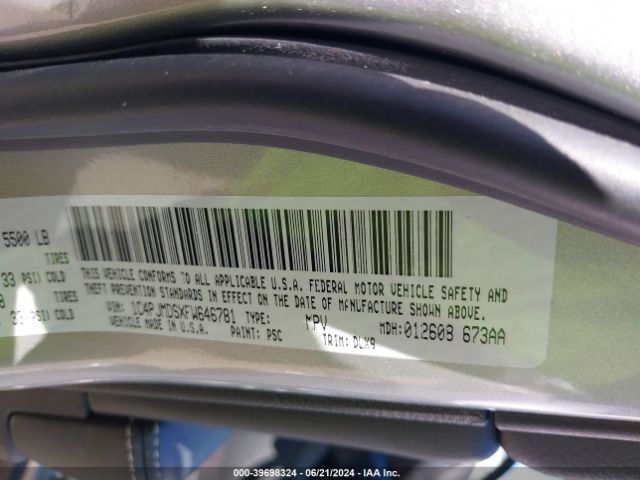 5500 LB
TIRES
33 PSI) COLD
TIRES
33 PSI) COLD
THIS VEHICLE CONFORMS TO ALL APPLICABLE U.S.A. FEDERAL MOTOR VEHICLE SAFETY AND
THEFT PREVENTION STANDARDS IN EFFECT ON THE DATE OF MANUFACTURE SHOWN ABOVE.
VIN: 1C4PJMDSXFW646781 TYPE: MPV MDH:012608 673AA
VEHICLE MADE IN U.S.A. PAINT: PSC TRIM: DLX9
000-39698324 / 06/21/2024 / IAA Inc.